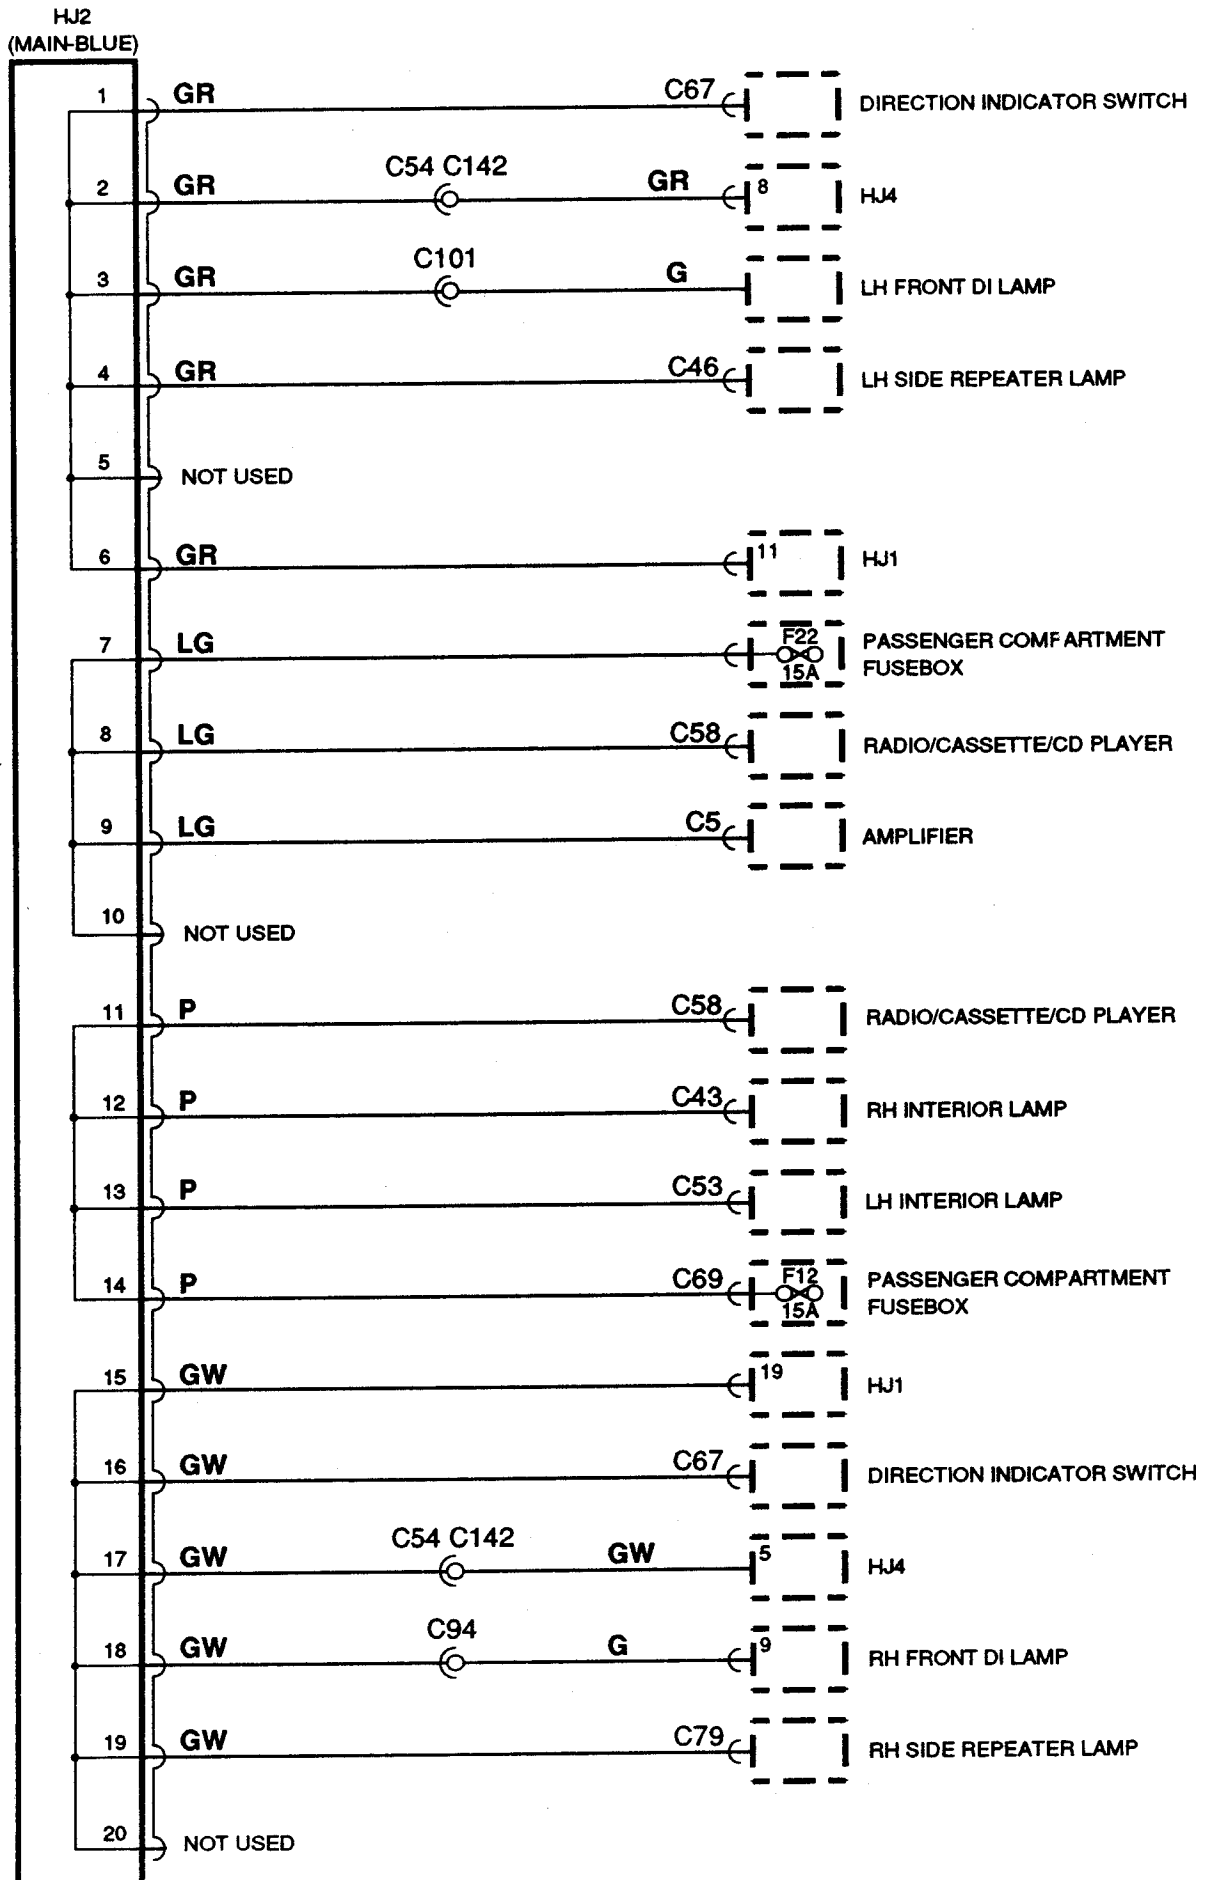 HJ2
(MAIN-BLUE)
1 GR C67 DIRECTION INDICATOR SWITCH
2 GR C54 C142 GR 8 HJ4
3 GR C101 G LH FRONT DI LAMP
4 GR C46 LH SIDE REPEATER LAMP
5 NOT USED
6 GR 11 HJ1
7 LG F22 15A PASSENGER COMPARTMENT
FUSEBOX
8 LG C58 RADIO/CASSETTE/CD PLAYER
9 LG C5 AMPLIFIER
10 NOT USED
11 P C58 RADIO/CASSETTE/CD PLAYER
12 P C43 RH INTERIOR LAMP
13 P C53 LH INTERIOR LAMP
14 P C69 F12 15A PASSENGER COMPARTMENT
FUSEBOX
15 GW 19 HJ1
16 GW C67 DIRECTION INDICATOR SWITCH
17 GW C54 C142 GW 5 HJ4
18 GW C94 G 9 RH FRONT DI LAMP
19 GW C79 RH SIDE REPEATER LAMP
20 NOT USED